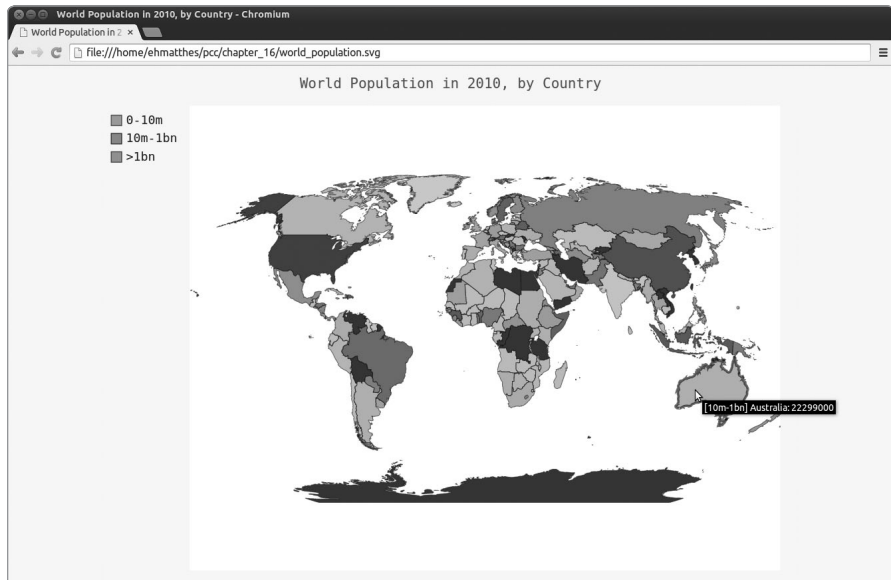 World Population in 2010, by Country - Chromium
World Population in 2
file:///home/ehmatthes/pcc/chapter_16/world_population.svg
World Population in 2010, by Country
0-10m
10m-1bn
>1bn
[10m-1bn] Australia: 22299000